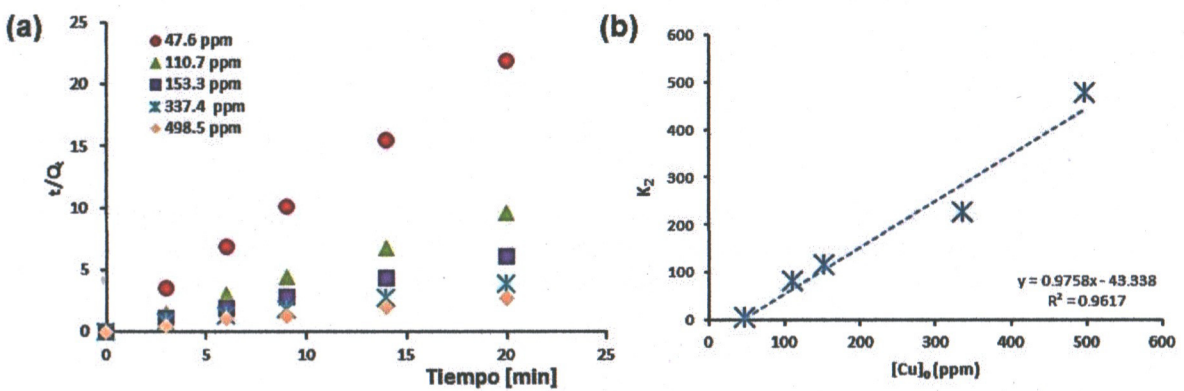 (a)
25
20
15
10
5
0
t/Qt
47.6 ppm
110.7 ppm
153.3 ppm
337.4 ppm
498.5 ppm
0 5 10 15 20 25
Tiempo [min]
(b)
600
500
400
300
200
100
0
K2
y = 0.9758x - 43.338
R² = 0.9617
0 100 200 300 400 500 600
[Cu]0 (ppm)